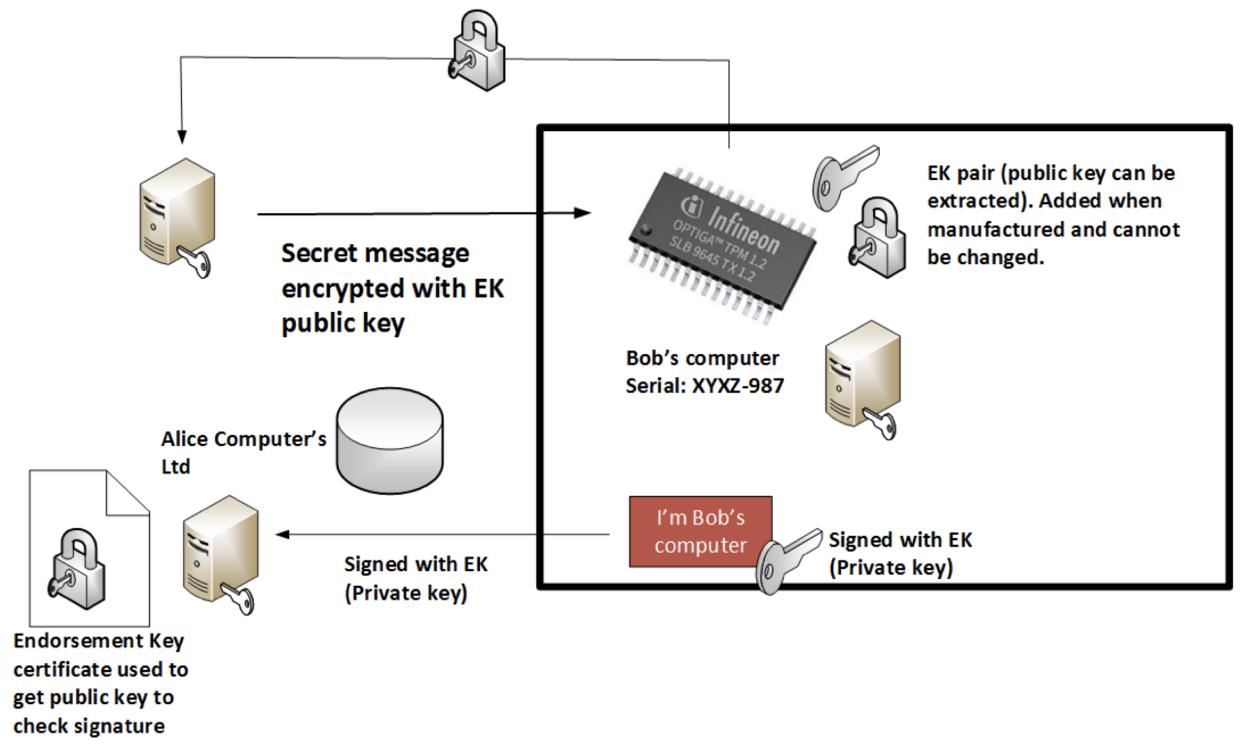 EK pair (public key can be
extracted). Added when
manufactured and cannot
be changed.
Infineon
OPTIGA™ TPM 1.2
SLB 9645 TX 1.2
Secret message
encrypted with EK
public key
Bob's computer
Serial: XYXZ-987
Alice Computer's
Ltd
I'm Bob's
computer
Signed with EK
(Private key)
Signed with EK
(Private key)
Endorsement Key
certificate used to
get public key to
check signature